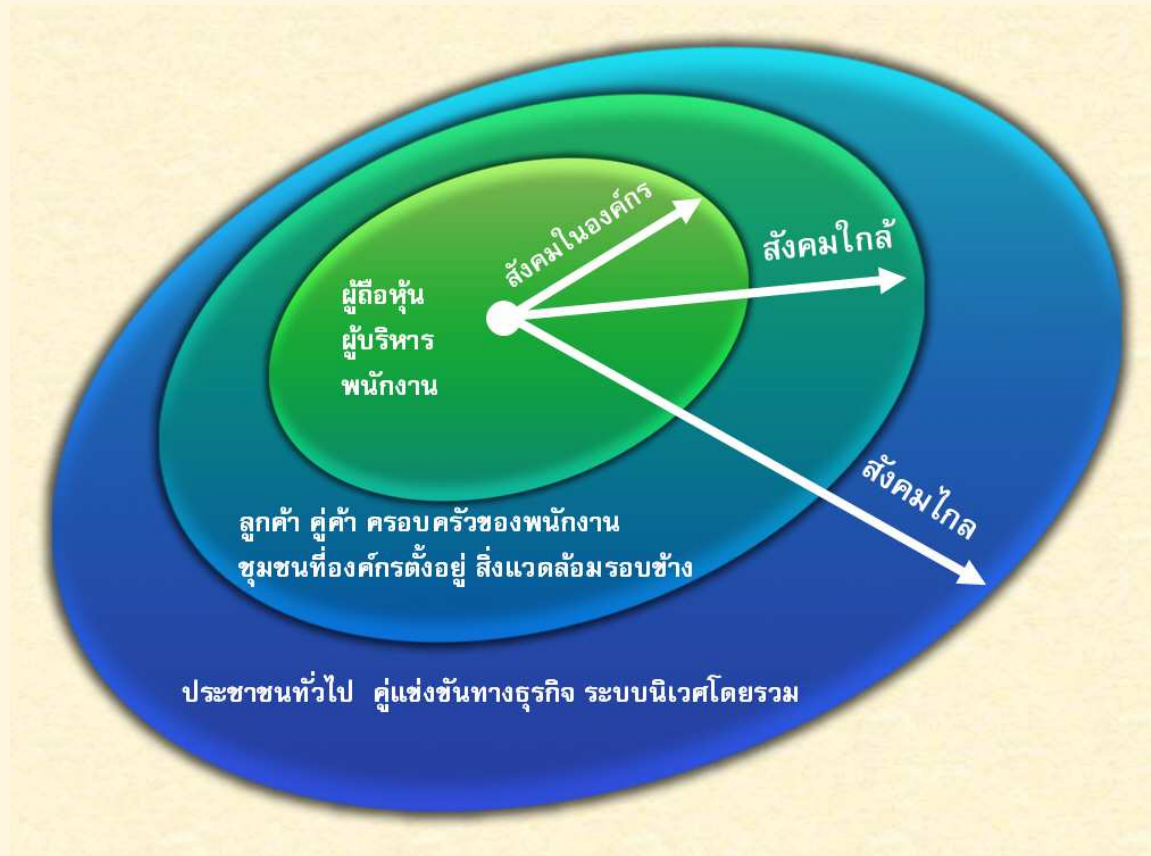 สังคมในองค์กร
สังคมใกล้
ผู้ถือหุ้น
ผู้บริหาร
พนักงาน
สังคมไกล
ลูกค้า คู่ค้า ครอบครัวของพนักงาน
ชุมชนที่องค์กรตั้งอยู่ สิ่งแวดล้อมรอบข้าง
ประชาชนทั่วไป คู่แข่งขันทางธุรกิจ ระบบนิเวศโดยรวม